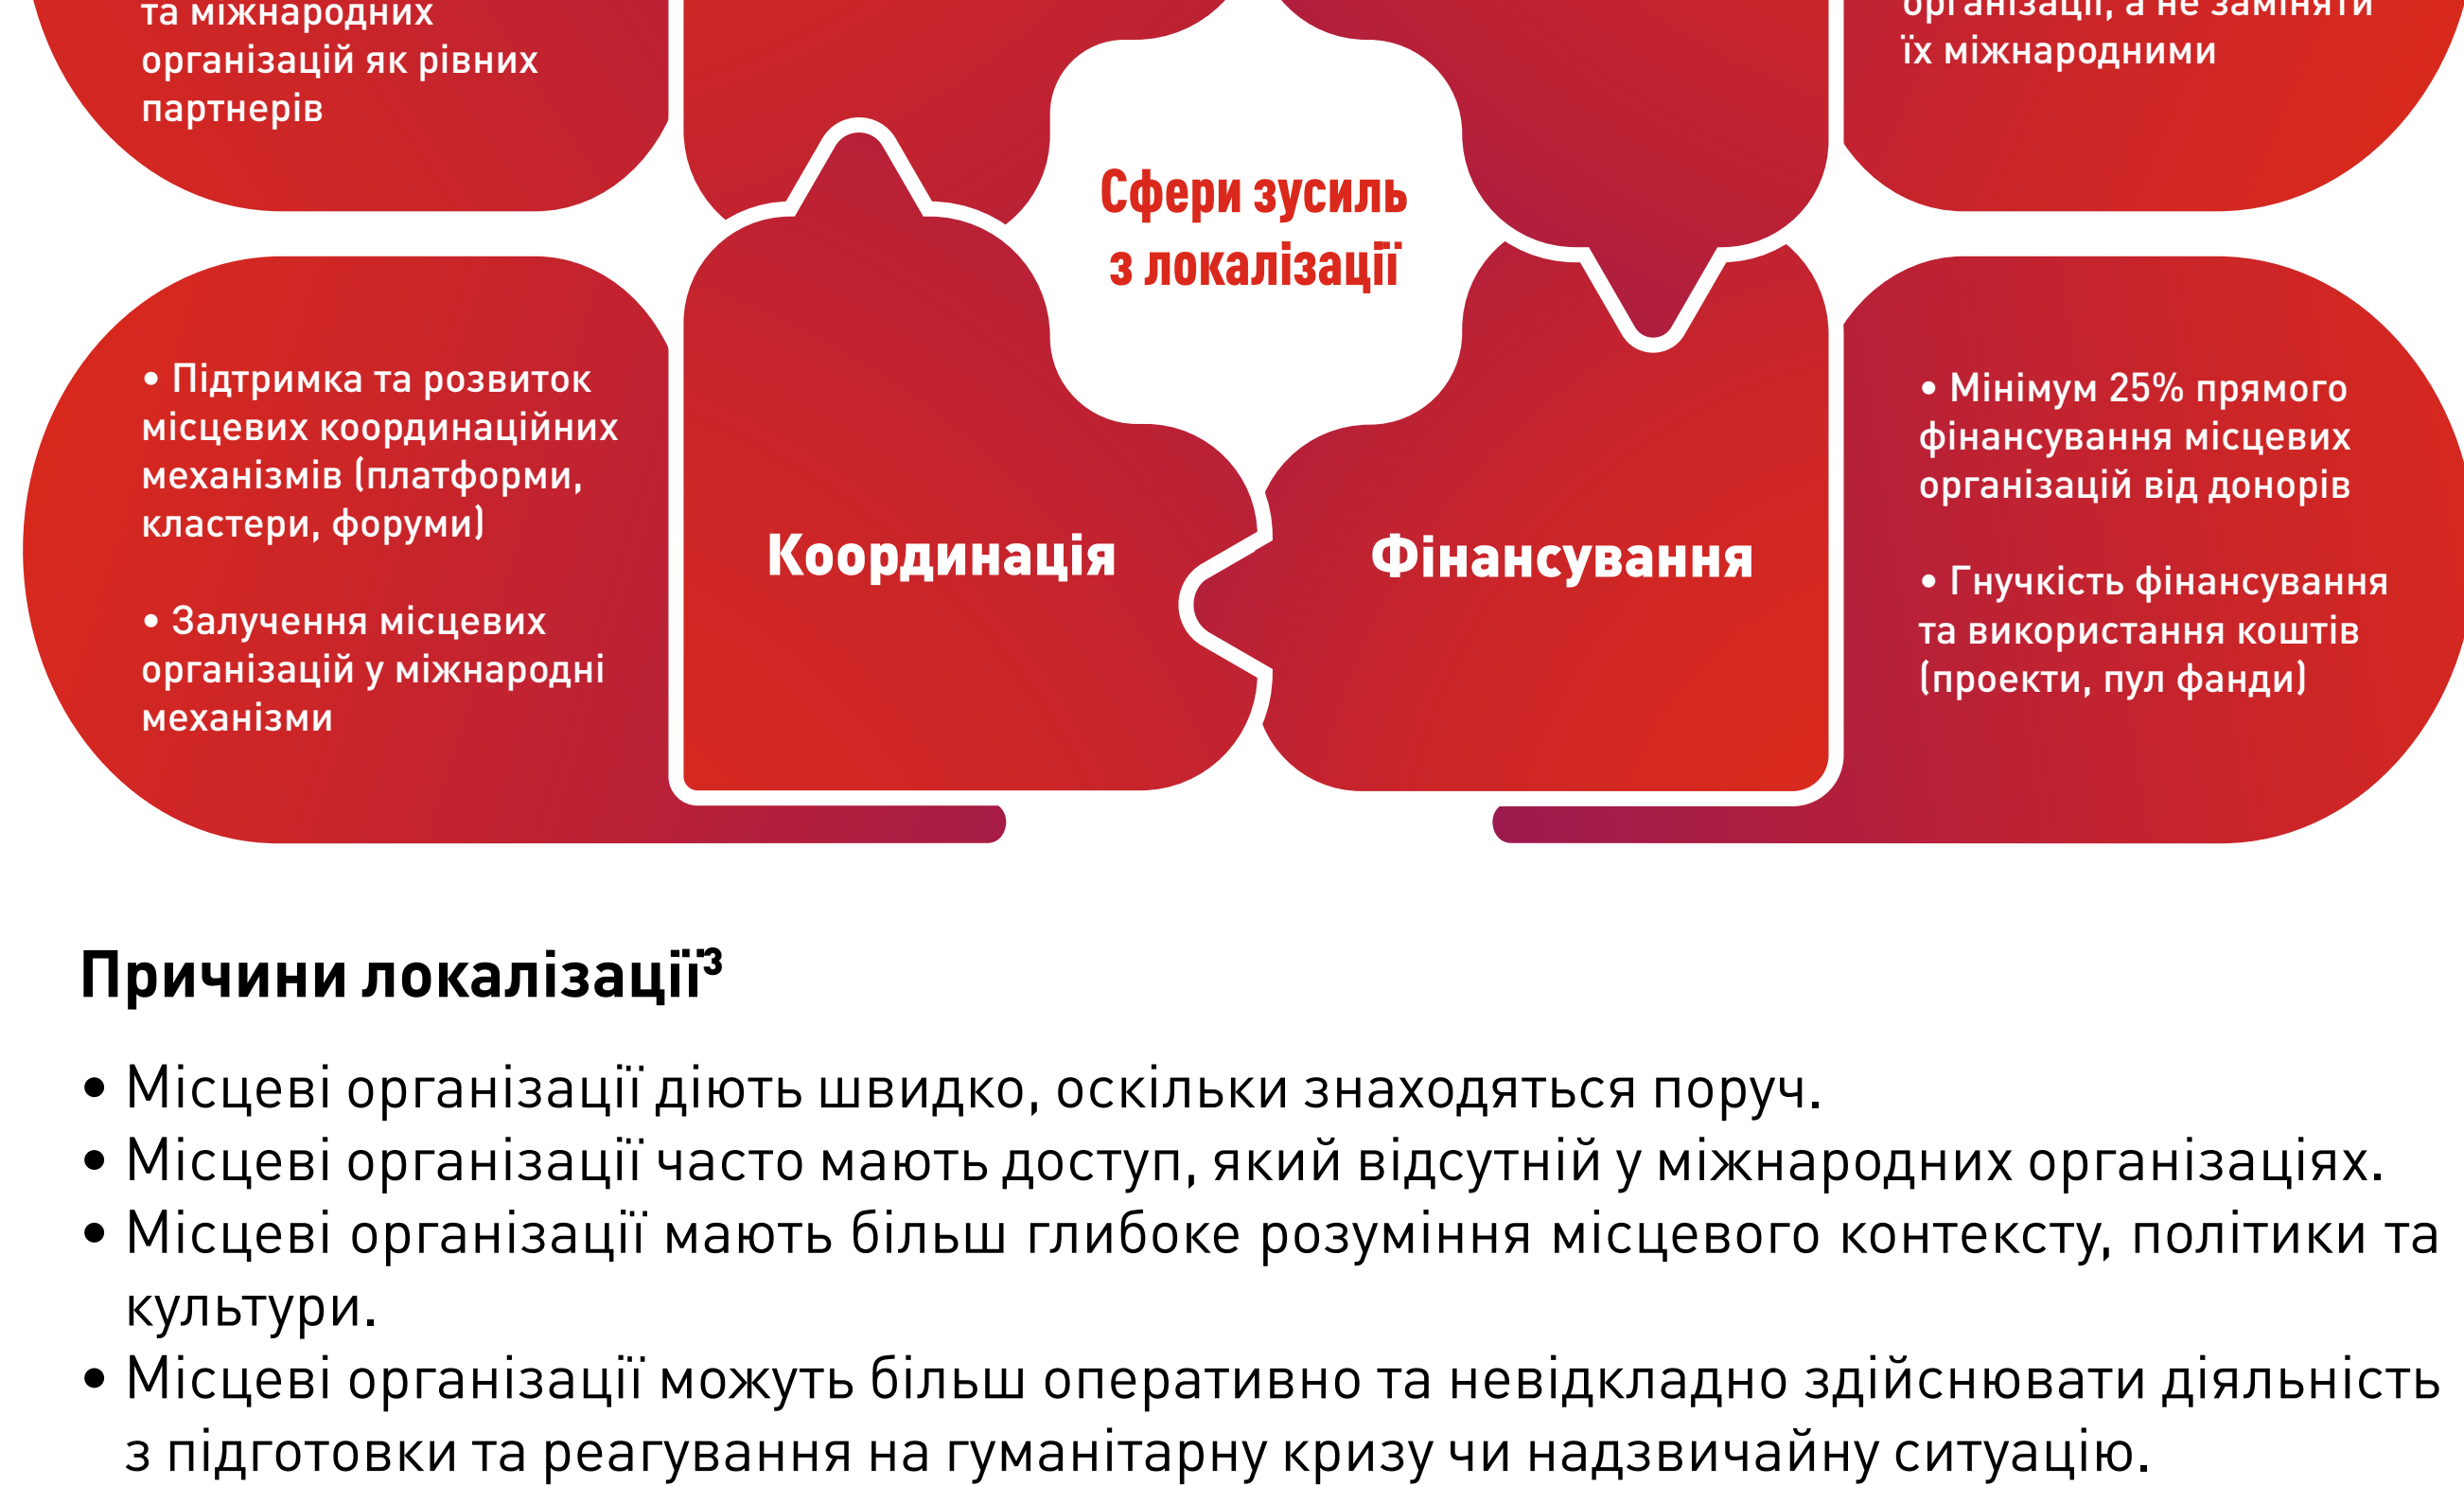 та міжнародних
організацій як рівних
партнерів
організації, а не заміняти
їх міжнародними
Сфери зусиль
з локалізації
• Підтримка та розвиток
місцевих координаційних
механізмів (платформи,
кластери, форуми)
• Залучення місцевих
організацій у міжнародні
механізми
Координація
Фінансування
• Мінімум 25% прямого
фінансування місцевих
організацій від донорів
• Гнучкість фінансування
та використання коштів
(проекти, пул фанди)
Причини локалізації³
• Місцеві організації діють швидко, оскільки знаходяться поруч.
• Місцеві організації часто мають доступ, який відсутній у міжнародних організаціях.
• Місцеві організації мають більш глибоке розуміння місцевого контексту, політики та
культури.
• Місцеві організації можуть більш оперативно та невідкладно здійснювати діяльність
з підготовки та реагування на гуманітарну кризу чи надзвичайну ситуацію.